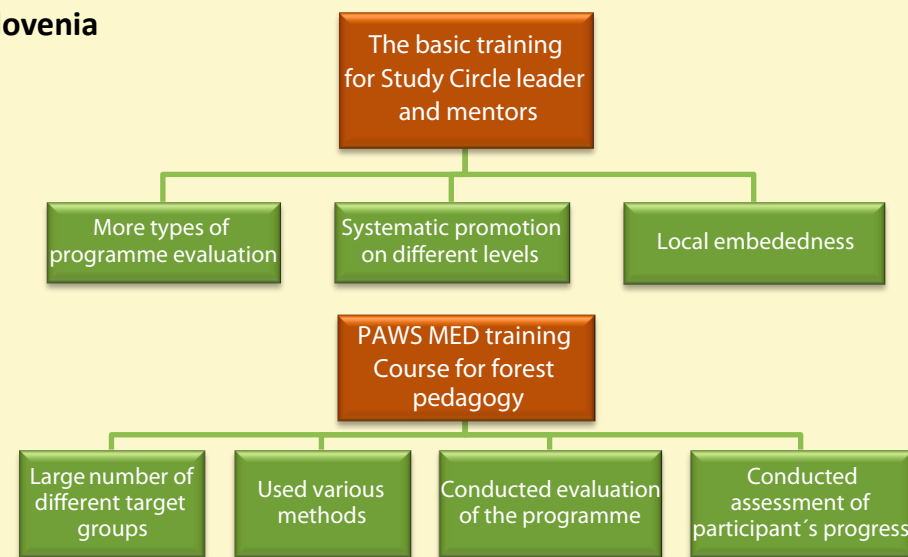 lovenia
The basic training
for Study Circle leader
and mentors
More types of
programme evaluation
Systematic promotion
on different levels
Local embededness
PAWS MED training
Course for forest
pedagogy
Large number of
different target
groups
Used various
methods
Conducted evaluation
of the programme
Conducted
assessment of
participant´s progress